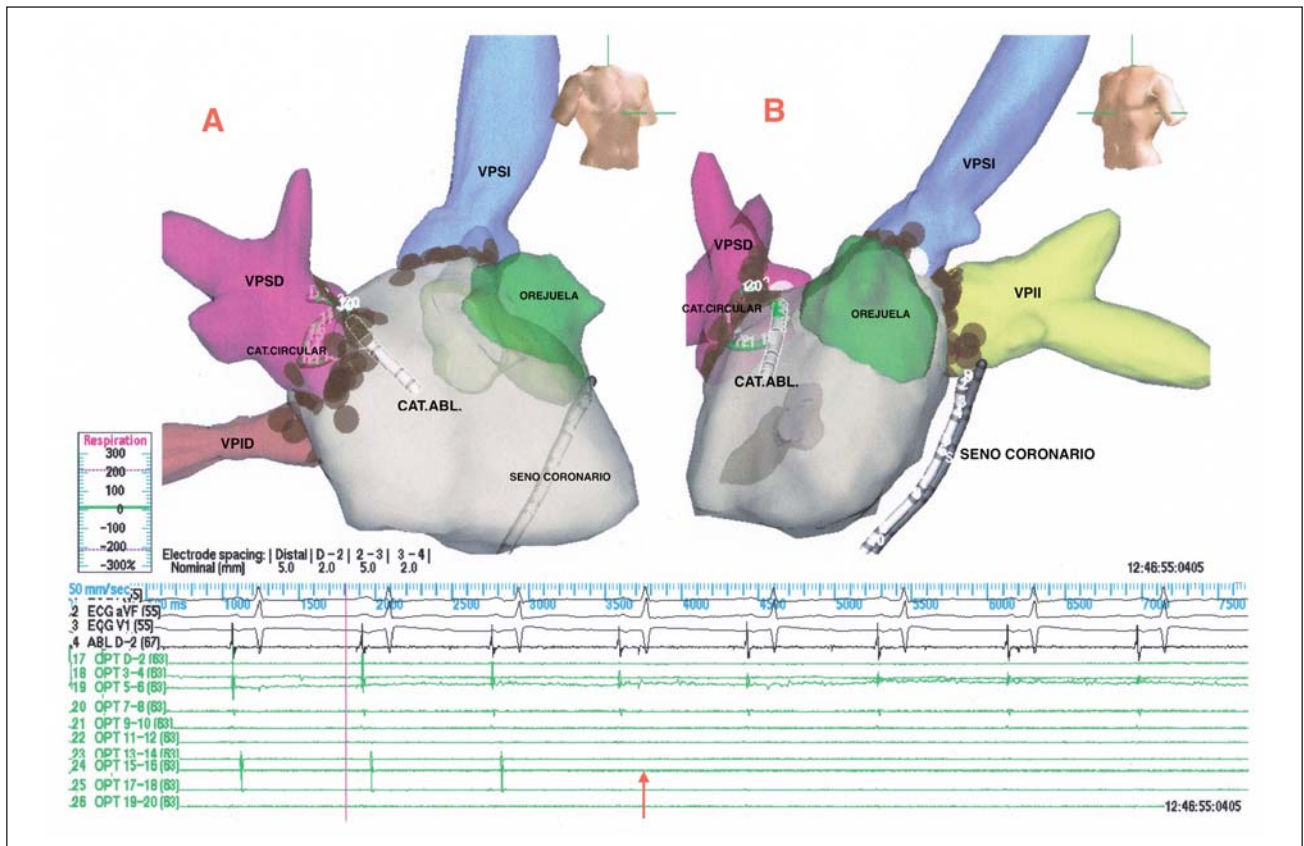 A
B
VPSI
VPSI
VPSD
VPSD
OREJUELA
OREJUELA
VPII
CAT.CIRCULAR
CAT.CIRCULAR
CAT.ABL.
CAT.ABL.
VPID
SENO CORONARIO
SENO CORONARIO
Respiration
300
200
100
0
-100
-200
-300%
Electrode spacing: | Distal | D-2 | 2-3 | 3-4 |
Nominal (mm) 5.0 2.0 5.0 2.0
12:46:55:0405
50 mm/sec
ms 1000 1500 2000 2500 3000 3500 4000 4500 5000 5500 6000 6500 7000 7500
2 ECG aVF (55)
3 ECG V1 (55)
4 ABL D-2 (67)
17 OPT D-2 (63)
18 OPT 3-4 (63)
19 OPT 5-6 (63)
20 OPT 7-8 (63)
21 OPT 9-10 (63)
22 OPT 11-12 (63)
23 OPT 13-14 (63)
24 OPT 15-16 (63)
25 OPT 17-18 (63)
26 OPT 19-20 (63)
12:46:55:0405